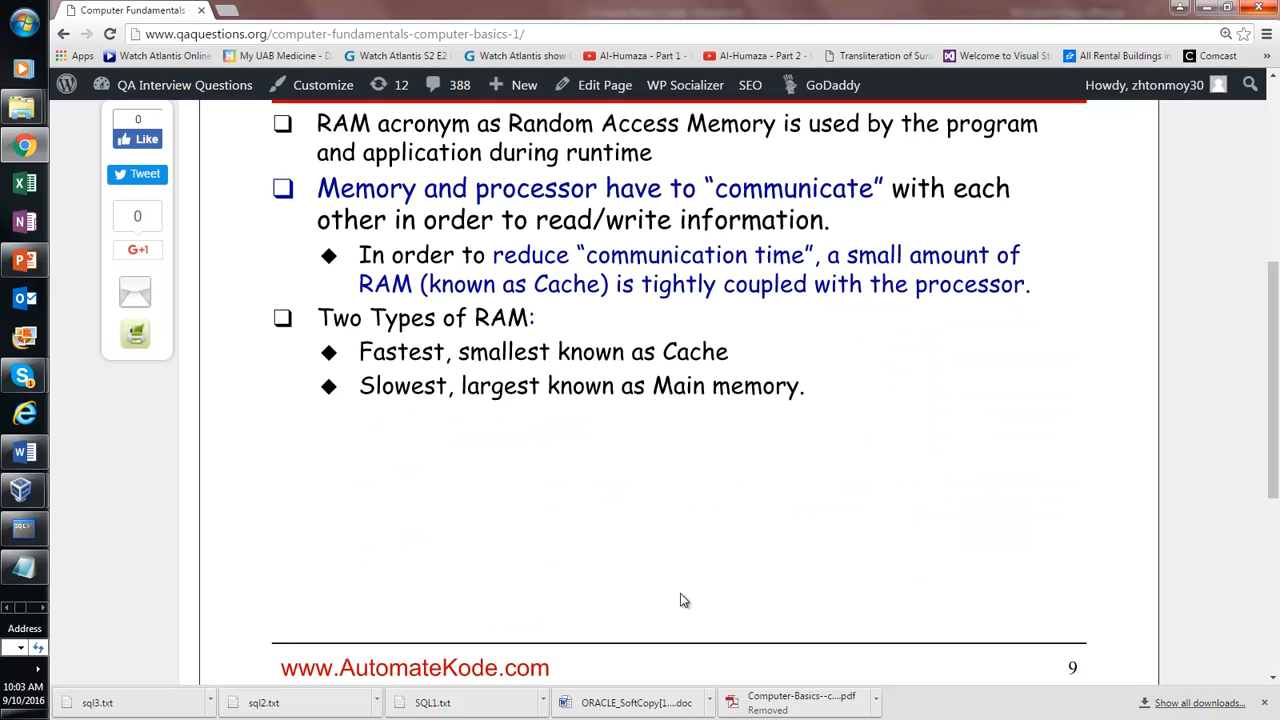 Computer Fundamentals
www.qaquestions.org/computer-fundamentals-computer-basics-1/
Apps Watch Atlantis Online My UAB Medicine - D Watch Atlantis S2 E2 Watch Atlantis show Al-Humaza - Part 1 - Al-Humaza - Part 2 - Transliteration of Sura Welcome to Visual St All Rental Buildings in Comcast
QA Interview Questions Customize 12 388 New Edit Page WP Socializer SEO GoDaddy Howdy, zhtonmoy30
0
Like
Tweet
0
G+1
RAM acronym as Random Access Memory is used by the program
and application during runtime
Memory and processor have to “communicate” with each
other in order to read/write information.
In order to reduce “communication time”, a small amount of
RAM (known as Cache) is tightly coupled with the processor.
Two Types of RAM:
Fastest, smallest known as Cache
Slowest, largest known as Main memory.
www.AutomateKode.com 9
Address
10:03 AM
9/10/2016
sql3.txt sql2.txt SQL1.txt ORACLE_SoftCopy[1....doc Computer-Basics--c....pdf
Removed
Show all downloads...